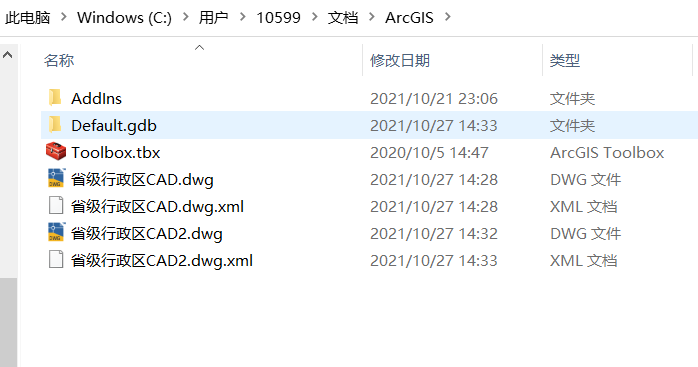 此电脑 > Windows (C:) > 用户 > 10599 > 文档 > ArcGIS >
名称 修改日期 类型
AddIns 2021/10/21 23:06 文件夹
Default.gdb 2021/10/27 14:33 文件夹
Toolbox.tbx 2020/10/5 14:47 ArcGIS Toolbox
省级行政区CAD.dwg 2021/10/27 14:28 DWG 文件
省级行政区CAD.dwg.xml 2021/10/27 14:28 XML 文档
省级行政区CAD2.dwg 2021/10/27 14:32 DWG 文件
省级行政区CAD2.dwg.xml 2021/10/27 14:33 XML 文档